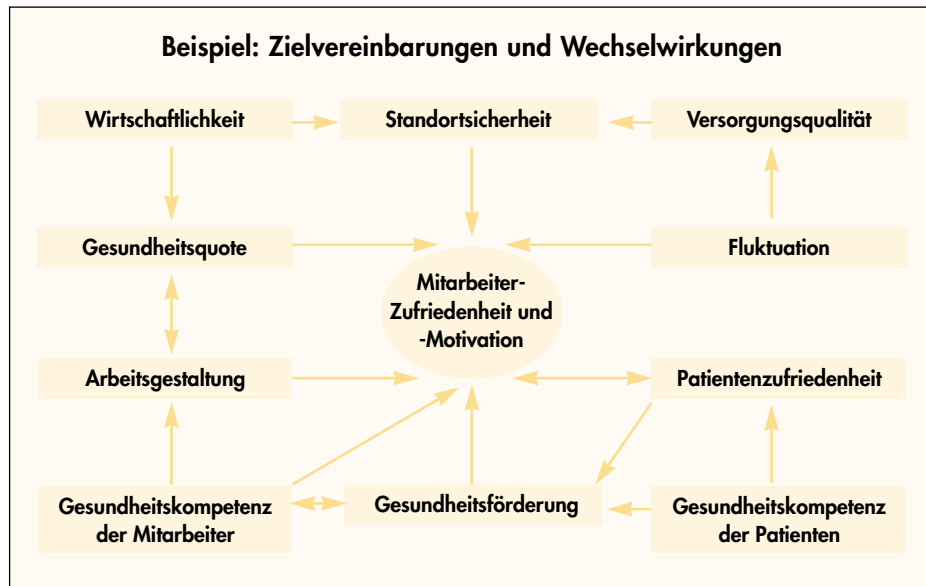 Beispiel: Zielvereinbarungen und Wechselwirkungen
Wirtschaftlichkeit
Standortsicherheit
Versorgungsqualität
Gesundheitsquote
Fluktuation
Mitarbeiter-
Zufriedenheit und
-Motivation
Arbeitsgestaltung
Patientenzufriedenheit
Gesundheitskompetenz
der Mitarbeiter
Gesundheitsförderung
Gesundheitskompetenz
der Patienten